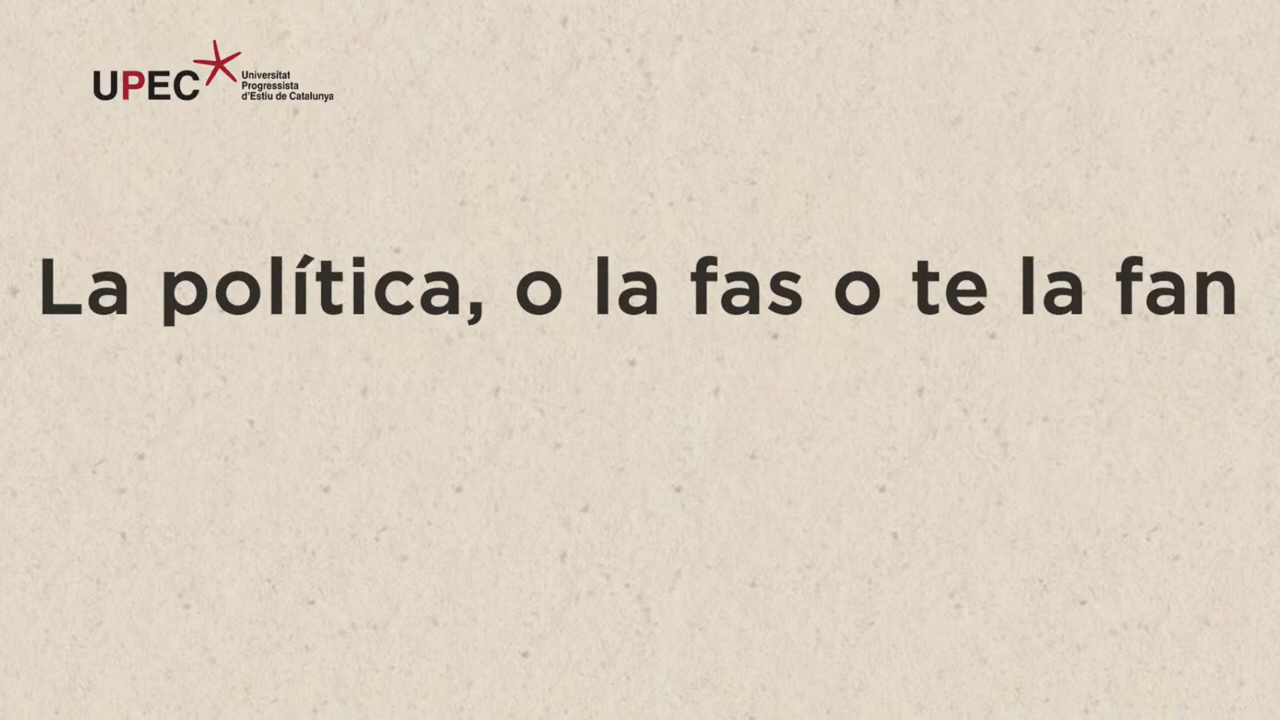 UPEC
Universitat
Progressista
d'Estiu de Catalunya
La política, o la fas o te la fan